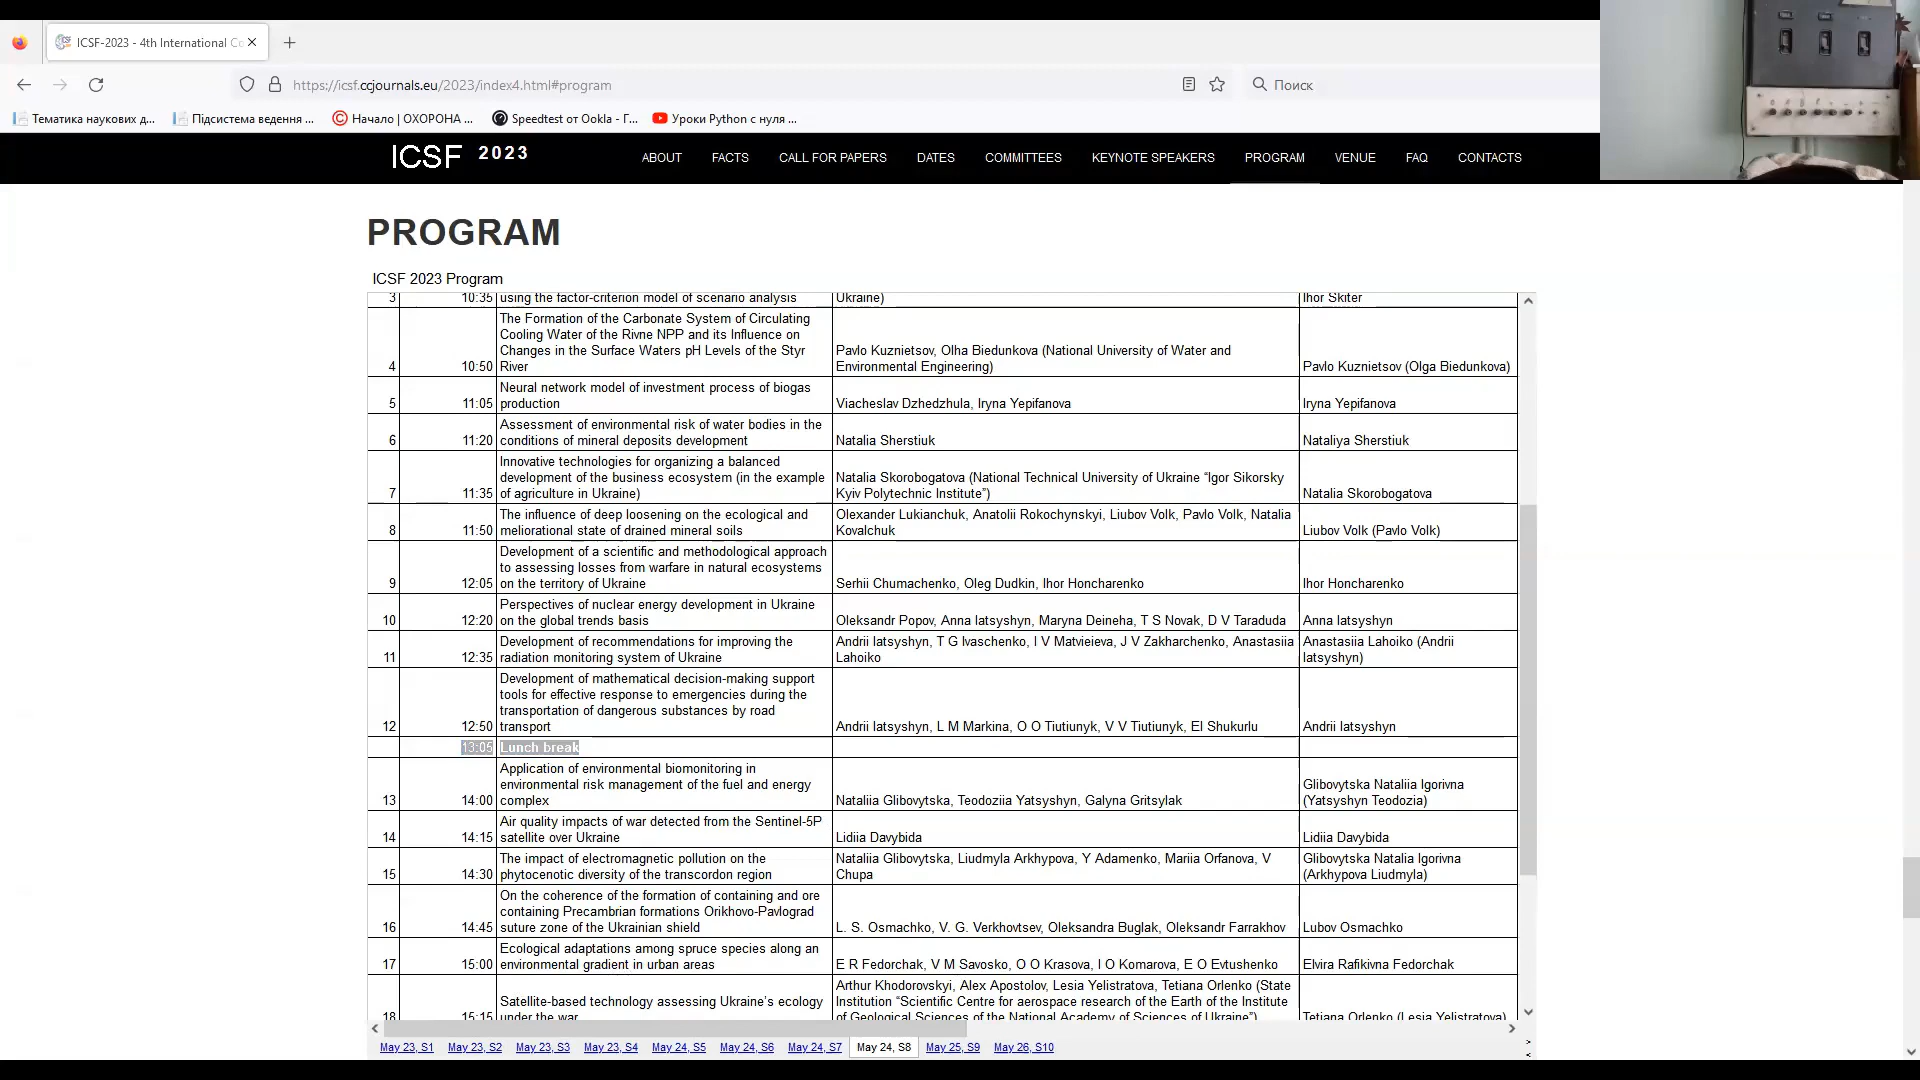 ICSF-2023 - 4th International Co
https://icsf.ccjournals.eu/2023/index4.html#program
Поиск
Тематика наукових д...
Підсистема ведення ...
Начало | ОХОРОНА ...
Speedtest от Ookla - Г...
Уроки Python с нуля ...
ICSF 2023
ABOUT FACTS CALL FOR PAPERS DATES COMMITTEES KEYNOTE SPEAKERS PROGRAM VENUE FAQ CONTACTS
PROGRAM
ICSF 2023 Program
3 10:35 using the factor-criterion model of scenario analysis Ukraine) Ihor Skiter
The Formation of the Carbonate System of Circulating
Cooling Water of the Rivne NPP and its Influence on
Changes in the Surface Waters pH Levels of the Styr Pavlo Kuznietsov, Olha Biedunkova (National University of Water and
4 10:50 River Environmental Engineering) Pavlo Kuznietsov (Olga Biedunkova)
Neural network model of investment process of biogas
5 11:05 production Viacheslav Dzhedzhula, Iryna Yepifanova Iryna Yepifanova
Assessment of environmental risk of water bodies in the
6 11:20 conditions of mineral deposits development Natalia Sherstiuk Nataliya Sherstiuk
Innovative technologies for organizing a balanced
development of the business ecosystem (in the example Natalia Skorobogatova (National Technical University of Ukraine “Igor Sikorsky
7 11:35 of agriculture in Ukraine) Kyiv Polytechnic Institute”) Natalia Skorobogatova
The influence of deep loosening on the ecological and Olexander Lukianchuk, Anatolii Rokochynskyi, Liubov Volk, Pavlo Volk, Natalia
8 11:50 meliorational state of drained mineral soils Kovalchuk Liubov Volk (Pavlo Volk)
Development of a scientific and methodological approach
to assessing losses from warfare in natural ecosystems
9 12:05 on the territory of Ukraine Serhii Chumachenko, Oleg Dudkin, Ihor Honcharenko Ihor Honcharenko
Perspectives of nuclear energy development in Ukraine
10 12:20 on the global trends basis Oleksandr Popov, Anna Iatsyshyn, Maryna Deineha, T S Novak, D V Taraduda Anna Iatsyshyn
Development of recommendations for improving the Andrii Iatsyshyn, T G Ivaschenko, I V Matvieieva, J V Zakharchenko, Anastasiia Anastasiia Lahoiko (Andrii
11 12:35 radiation monitoring system of Ukraine Lahoiko Iatsyshyn)
Development of mathematical decision-making support
tools for effective response to emergencies during the
transportation of dangerous substances by road
12 12:50 transport Andrii Iatsyshyn, L M Markina, O O Tiutiunyk, V V Tiutiunyk, El Shukurlu Andrii Iatsyshyn
13:05 Lunch break
Application of environmental biomonitoring in
environmental risk management of the fuel and energy Glibovytska Nataliia Igorivna
13 14:00 complex Nataliia Glibovytska, Teodoziia Yatsyshyn, Galyna Gritsylak (Yatsyshyn Teodozia)
Air quality impacts of war detected from the Sentinel-5P
14 14:15 satellite over Ukraine Lidiia Davybida Lidiia Davybida
The impact of electromagnetic pollution on the Nataliia Glibovytska, Liudmyla Arkhypova, Y Adamenko, Mariia Orfanova, V Glibovytska Natalia Igorivna
15 14:30 phytocenotic diversity of the transcordon region Chupa (Arkhypova Liudmyla)
On the coherence of the formation of containing and ore
containing Precambrian formations Orikhovo-Pavlograd
16 14:45 suture zone of the Ukrainian shield L. S. Osmachko, V. G. Verkhovtsev, Oleksandra Buglak, Oleksandr Farrakhov Lubov Osmachko
Ecological adaptations among spruce species along an
17 15:00 environmental gradient in urban areas E R Fedorchak, V M Savosko, O O Krasova, I O Komarova, E O Evtushenko Elvira Rafikivna Fedorchak
Arthur Khodorovskyi, Alex Apostolov, Lesia Yelistratova, Tetiana Orlenko (State
Satellite-based technology assessing Ukraine’s ecology Institution “Scientific Centre for aerospace research of the Earth of the Institute
18 15:15 under the war of Geological Sciences of the National Academy of Sciences of Ukraine”) Tetiana Orlenko (Lesia Yelistratova)
May 23, S1 May 23, S2 May 23, S3 May 23, S4 May 24, S5 May 24, S6 May 24, S7 May 24, S8 May 25, S9 May 26, S10